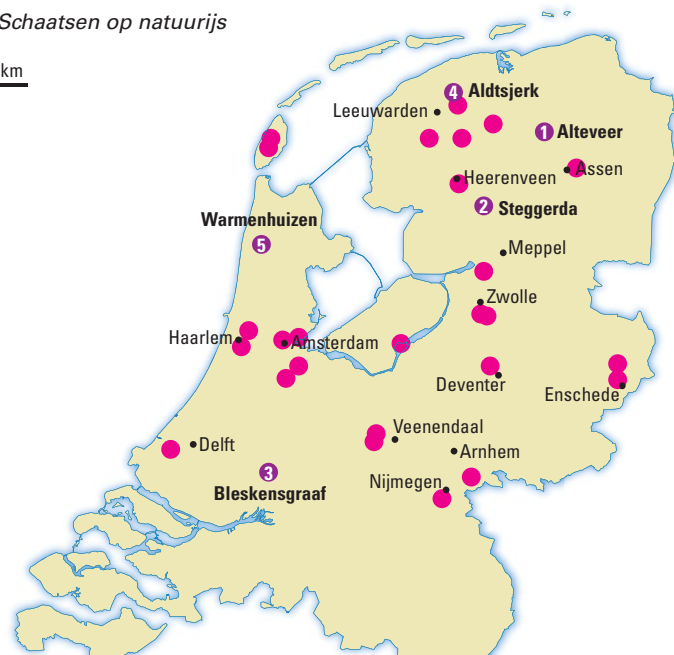 Schaatsen op natuurijs
km
4 Aldtsjerk
Leeuwarden
1 Alteveer
Assen
Heerenveen
2 Steggerda
Warmenhuizen
5
Meppel
Zwolle
Haarlem
Amsterdam
Deventer
Enschede
Veenendaal
Delft
Arnhem
3
Nijmegen
Bleskensgraaf